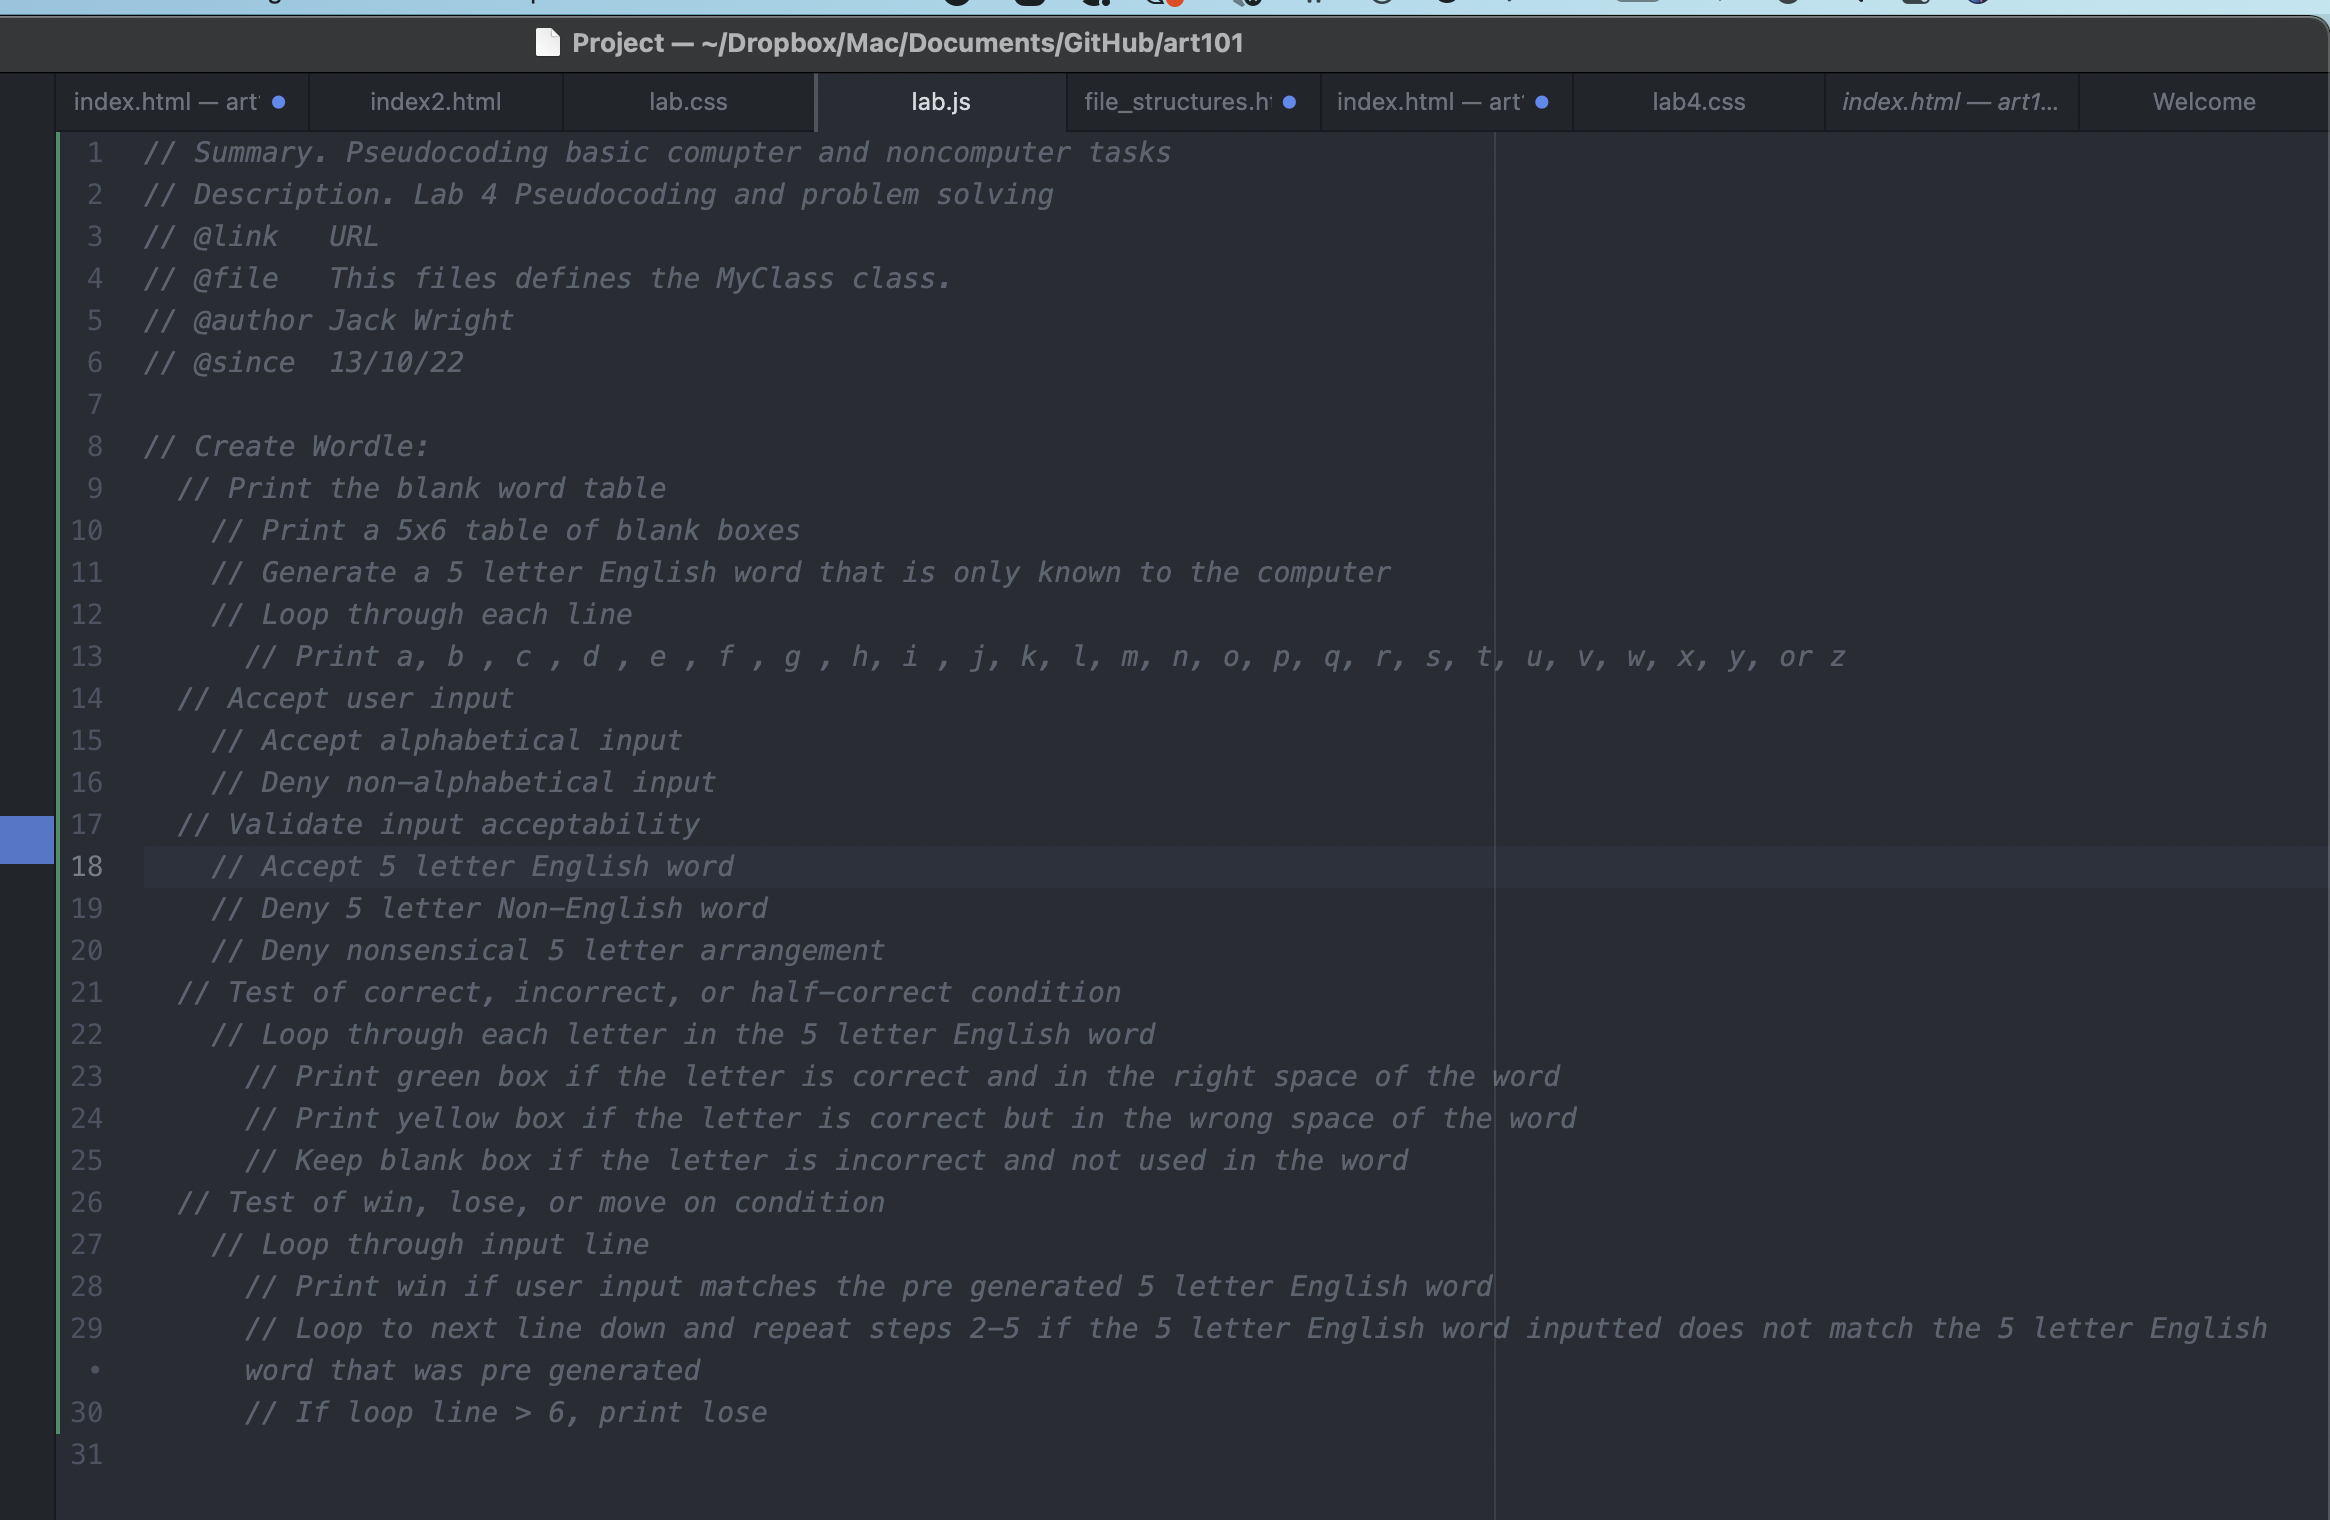 Project — ~/Dropbox/Mac/Documents/GitHub/art101
index.html — art
index2.html
lab.css
lab.js
file_structures.h
index.html — art
lab4.css
index.html — art1...
Welcome
1 // Summary. Pseudocoding basic comupter and noncomputer tasks
2 // Description. Lab 4 Pseudocoding and problem solving
3 // @link   URL
4 // @file   This files defines the MyClass class.
5 // @author Jack Wright
6 // @since  13/10/22
7
8 // Create Wordle:
9   // Print the blank word table
10     // Print a 5x6 table of blank boxes
11     // Generate a 5 letter English word that is only known to the computer
12     // Loop through each line
13       // Print a, b , c , d , e , f , g , h, i , j, k, l, m, n, o, p, q, r, s, t, u, v, w, x, y, or z
14   // Accept user input
15     // Accept alphabetical input
16     // Deny non-alphabetical input
17   // Validate input acceptability
18     // Accept 5 letter English word
19     // Deny 5 letter Non-English word
20     // Deny nonsensical 5 letter arrangement
21   // Test of correct, incorrect, or half-correct condition
22     // Loop through each letter in the 5 letter English word
23       // Print green box if the letter is correct and in the right space of the word
24       // Print yellow box if the letter is correct but in the wrong space of the word
25       // Keep blank box if the letter is incorrect and not used in the word
26   // Test of win, lose, or move on condition
27     // Loop through input line
28       // Print win if user input matches the pre generated 5 letter English word
29       // Loop to next line down and repeat steps 2-5 if the 5 letter English word inputted does not match the 5 letter English
•       word that was pre generated
30       // If loop line > 6, print lose
31